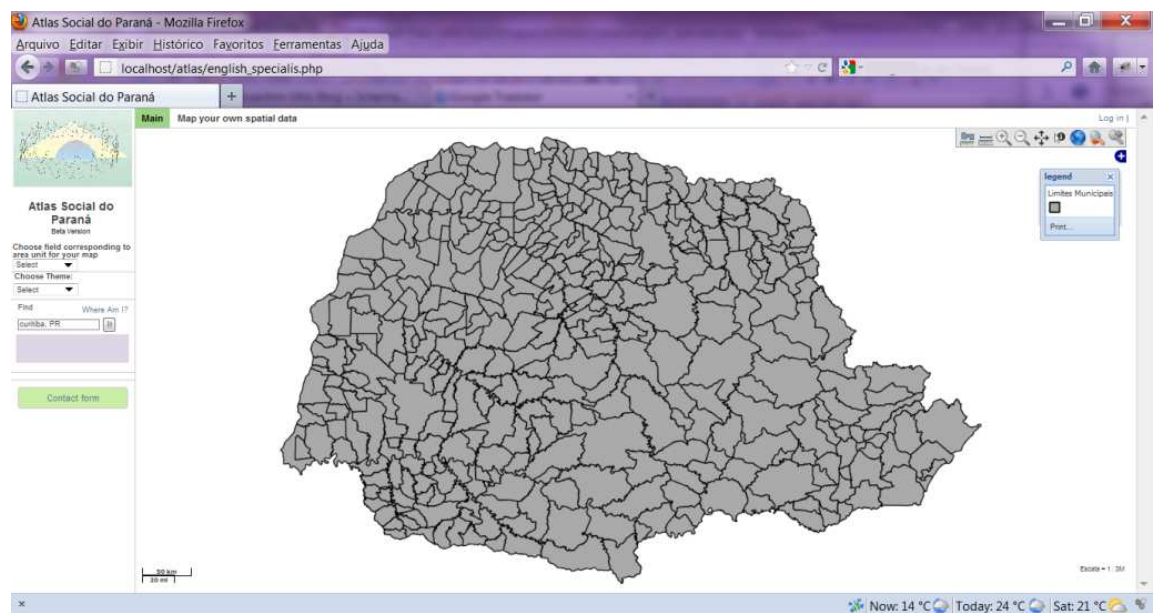 Atlas Social do Paraná - Mozilla Firefox
Arquivo Editar Exibir Histórico Favoritos Ferramentas Ajuda
localhost/atlas/english_specialis.php
Atlas Social do Paraná
Main Map your own spatial data
Log in |
Atlas Social do
Paraná
Beta Version
Choose field corresponding to
area unit for your map
Select
Choose Theme:
Select
Find Where Am I?
curitiba, PR
Contact form
legend
Limites Municipais
Print...
50 km
20 mi
Escala = 1 : 3M
Now: 14 °C Today: 24 °C Sat: 21 °C